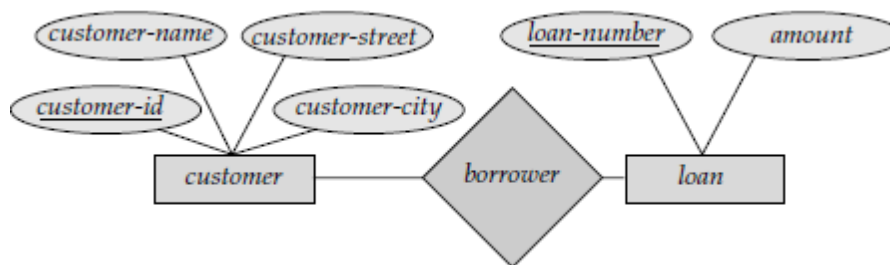 customer-name
customer-street
loan-number
amount
customer-id
customer-city
customer
borrower
loan